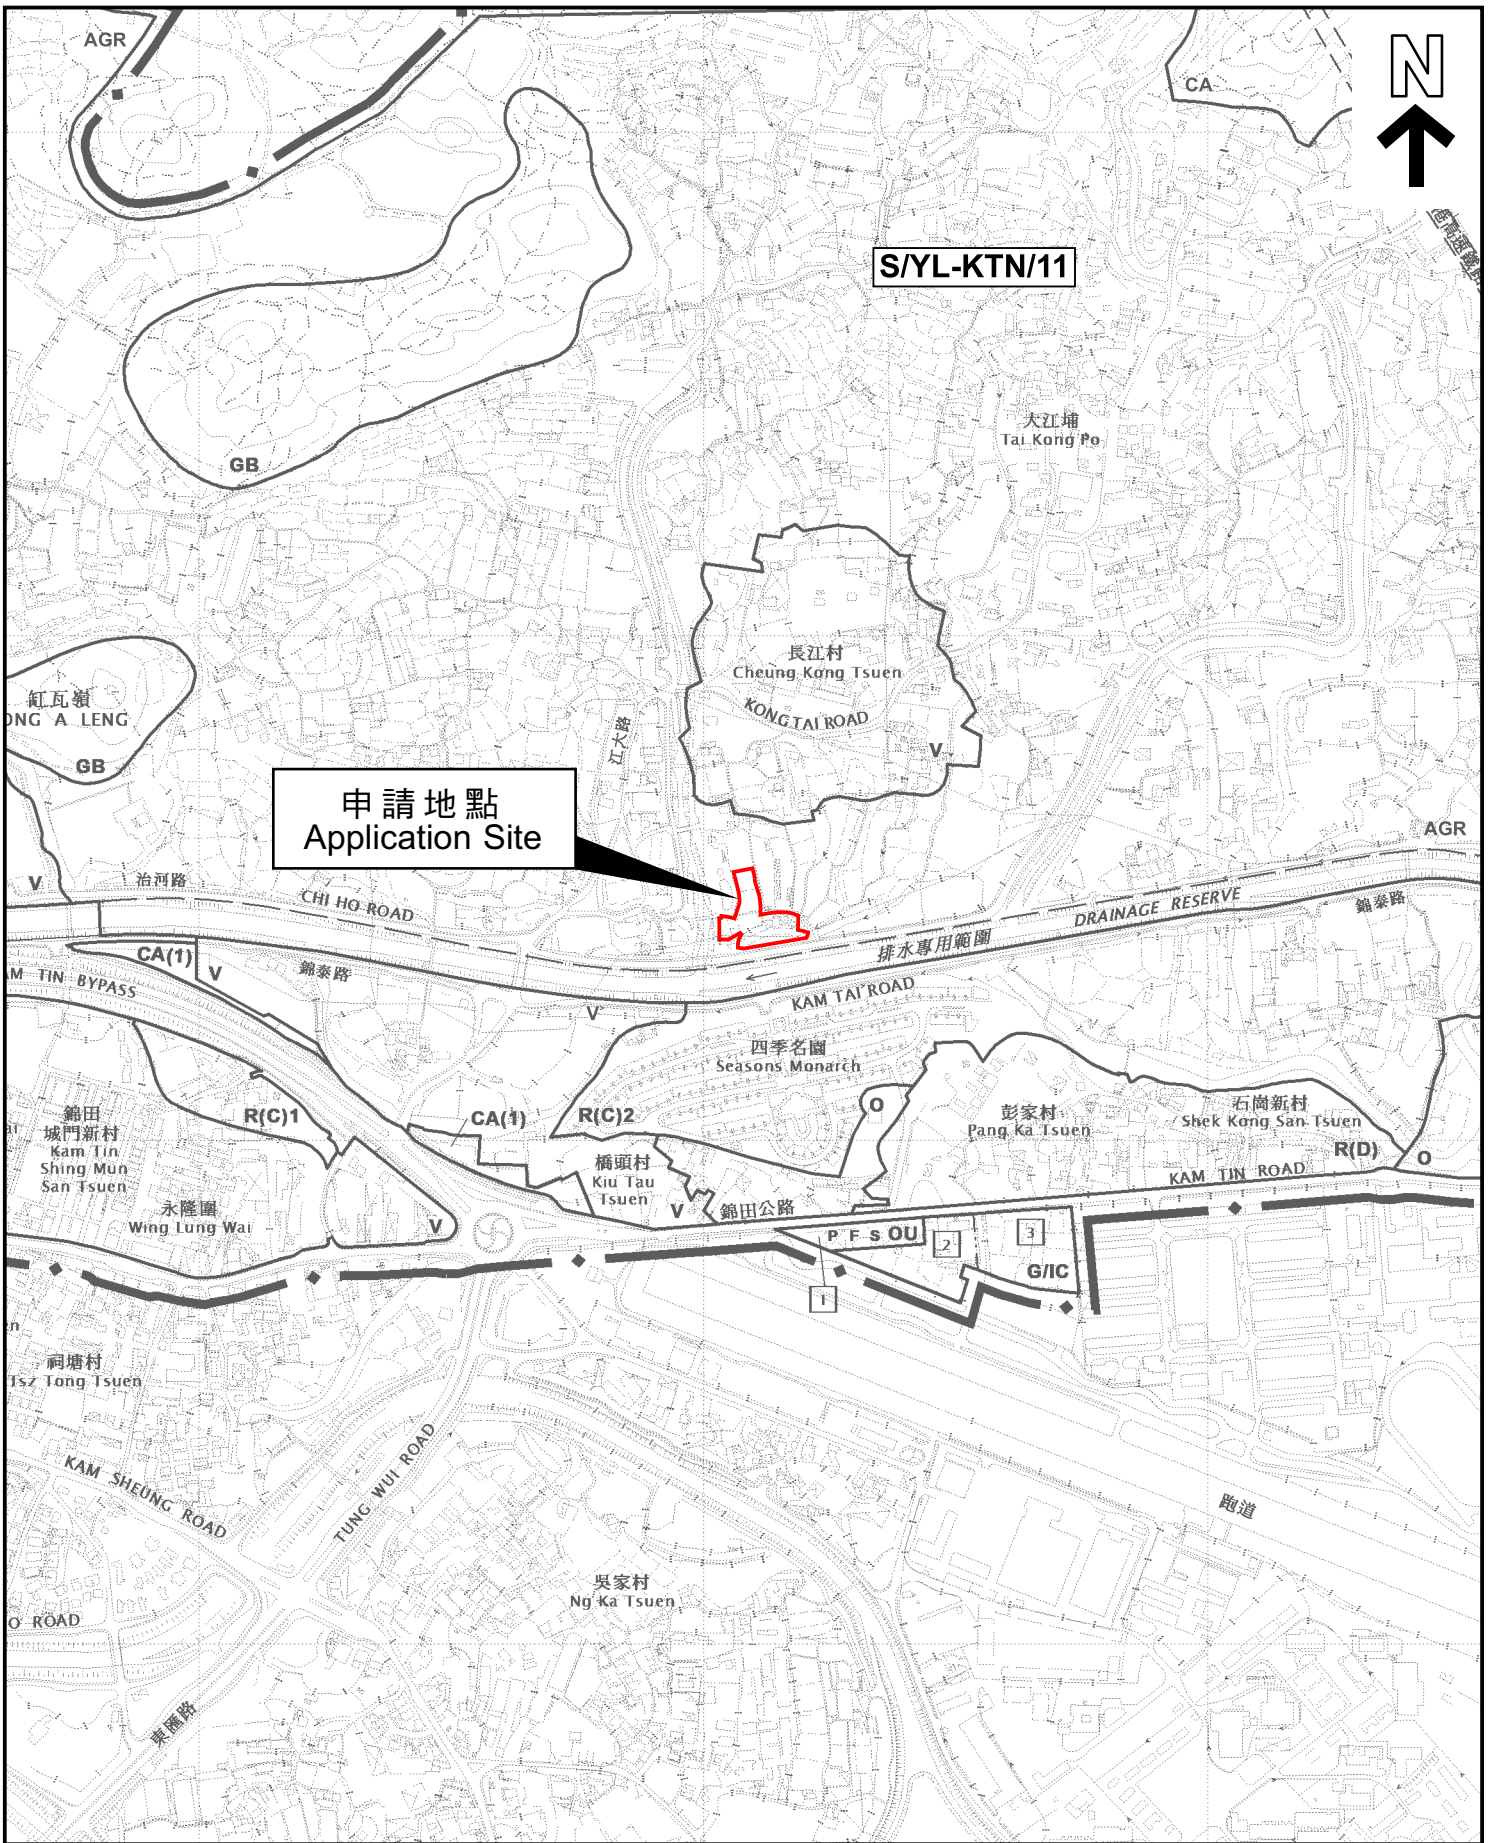 AGR
CA
N
S/YL-KTN/11
大江埔
Tai Kong Po
GB
長江村
Cheung Kong Tsuen
KONG TAI ROAD
V
江大路
缸瓦嶺
ONG A LENG
GB
申請地點
Application Site
AGR
V
治河路
CHI HO ROAD
DRAINAGE RESERVE
排水專用範圍
錦泰路
CA(1)
V
錦泰路
AM TIN BYPASS
KAM TAI ROAD
V
四季名園
Seasons Monarch
R(C)1
CA(1)
R(C)2
O
彭家村
Pang Ka Tsuen
石崗新村
Shek Kong San Tsuen
R(D)
O
錦田
城門新村
Kam Tin
Shing Mun
San Tsuen
橋頭村
Kiu Tau
Tsuen
KAM TIN ROAD
永隆圍
Wing Lung Wai
V
V
錦田公路
P F S OU
2
3
G/IC
1
祠塘村
Tsz Tong Tsuen
KAM SHEUNG ROAD
TUNG WUI ROAD
跑道
吳家村
Ng Ka Tsuen
O ROAD
東匯路